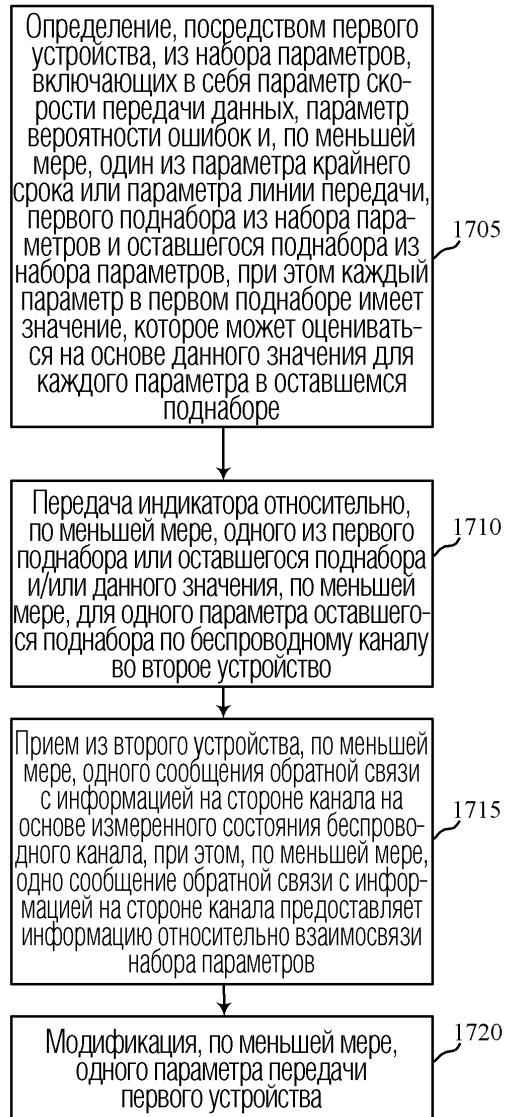 Определение, посредством первого
устройства, из набора параметров,
включающих в себя параметр ско-
рости передачи данных, параметр
вероятности ошибок и, по меньшей
мере, один из параметра крайнего
срока или параметра линии передачи,
первого поднабора из набора пара-
метров и оставшегося поднабора из
набора параметров, при этом каждый
параметр в первом поднаборе имеет
значение, которое может оценивать-
ся на основе данного значения для
каждого параметра в оставшемся
поднаборе
1705
Передача индикатора относительно,
по меньшей мере, одного из первого
поднабора или оставшегося поднабора
и/или данного значения, по меньшей
мере, для одного параметра оставшего-
ся поднабора по беспроводному каналу
во второе устройство
1710
Прием из второго устройства, по меньшей
мере, одного сообщения обратной связи
с информацией на стороне канала на
основе измеренного состояния беспрово-
дного канала, при этом, по меньшей мере,
одно сообщение обратной связи с инфор-
мацией на стороне канала предоставляет
информацию относительно взаимосвязи
набора параметров
1715
Модификация, по меньшей мере,
одного параметра передачи
первого устройства
1720